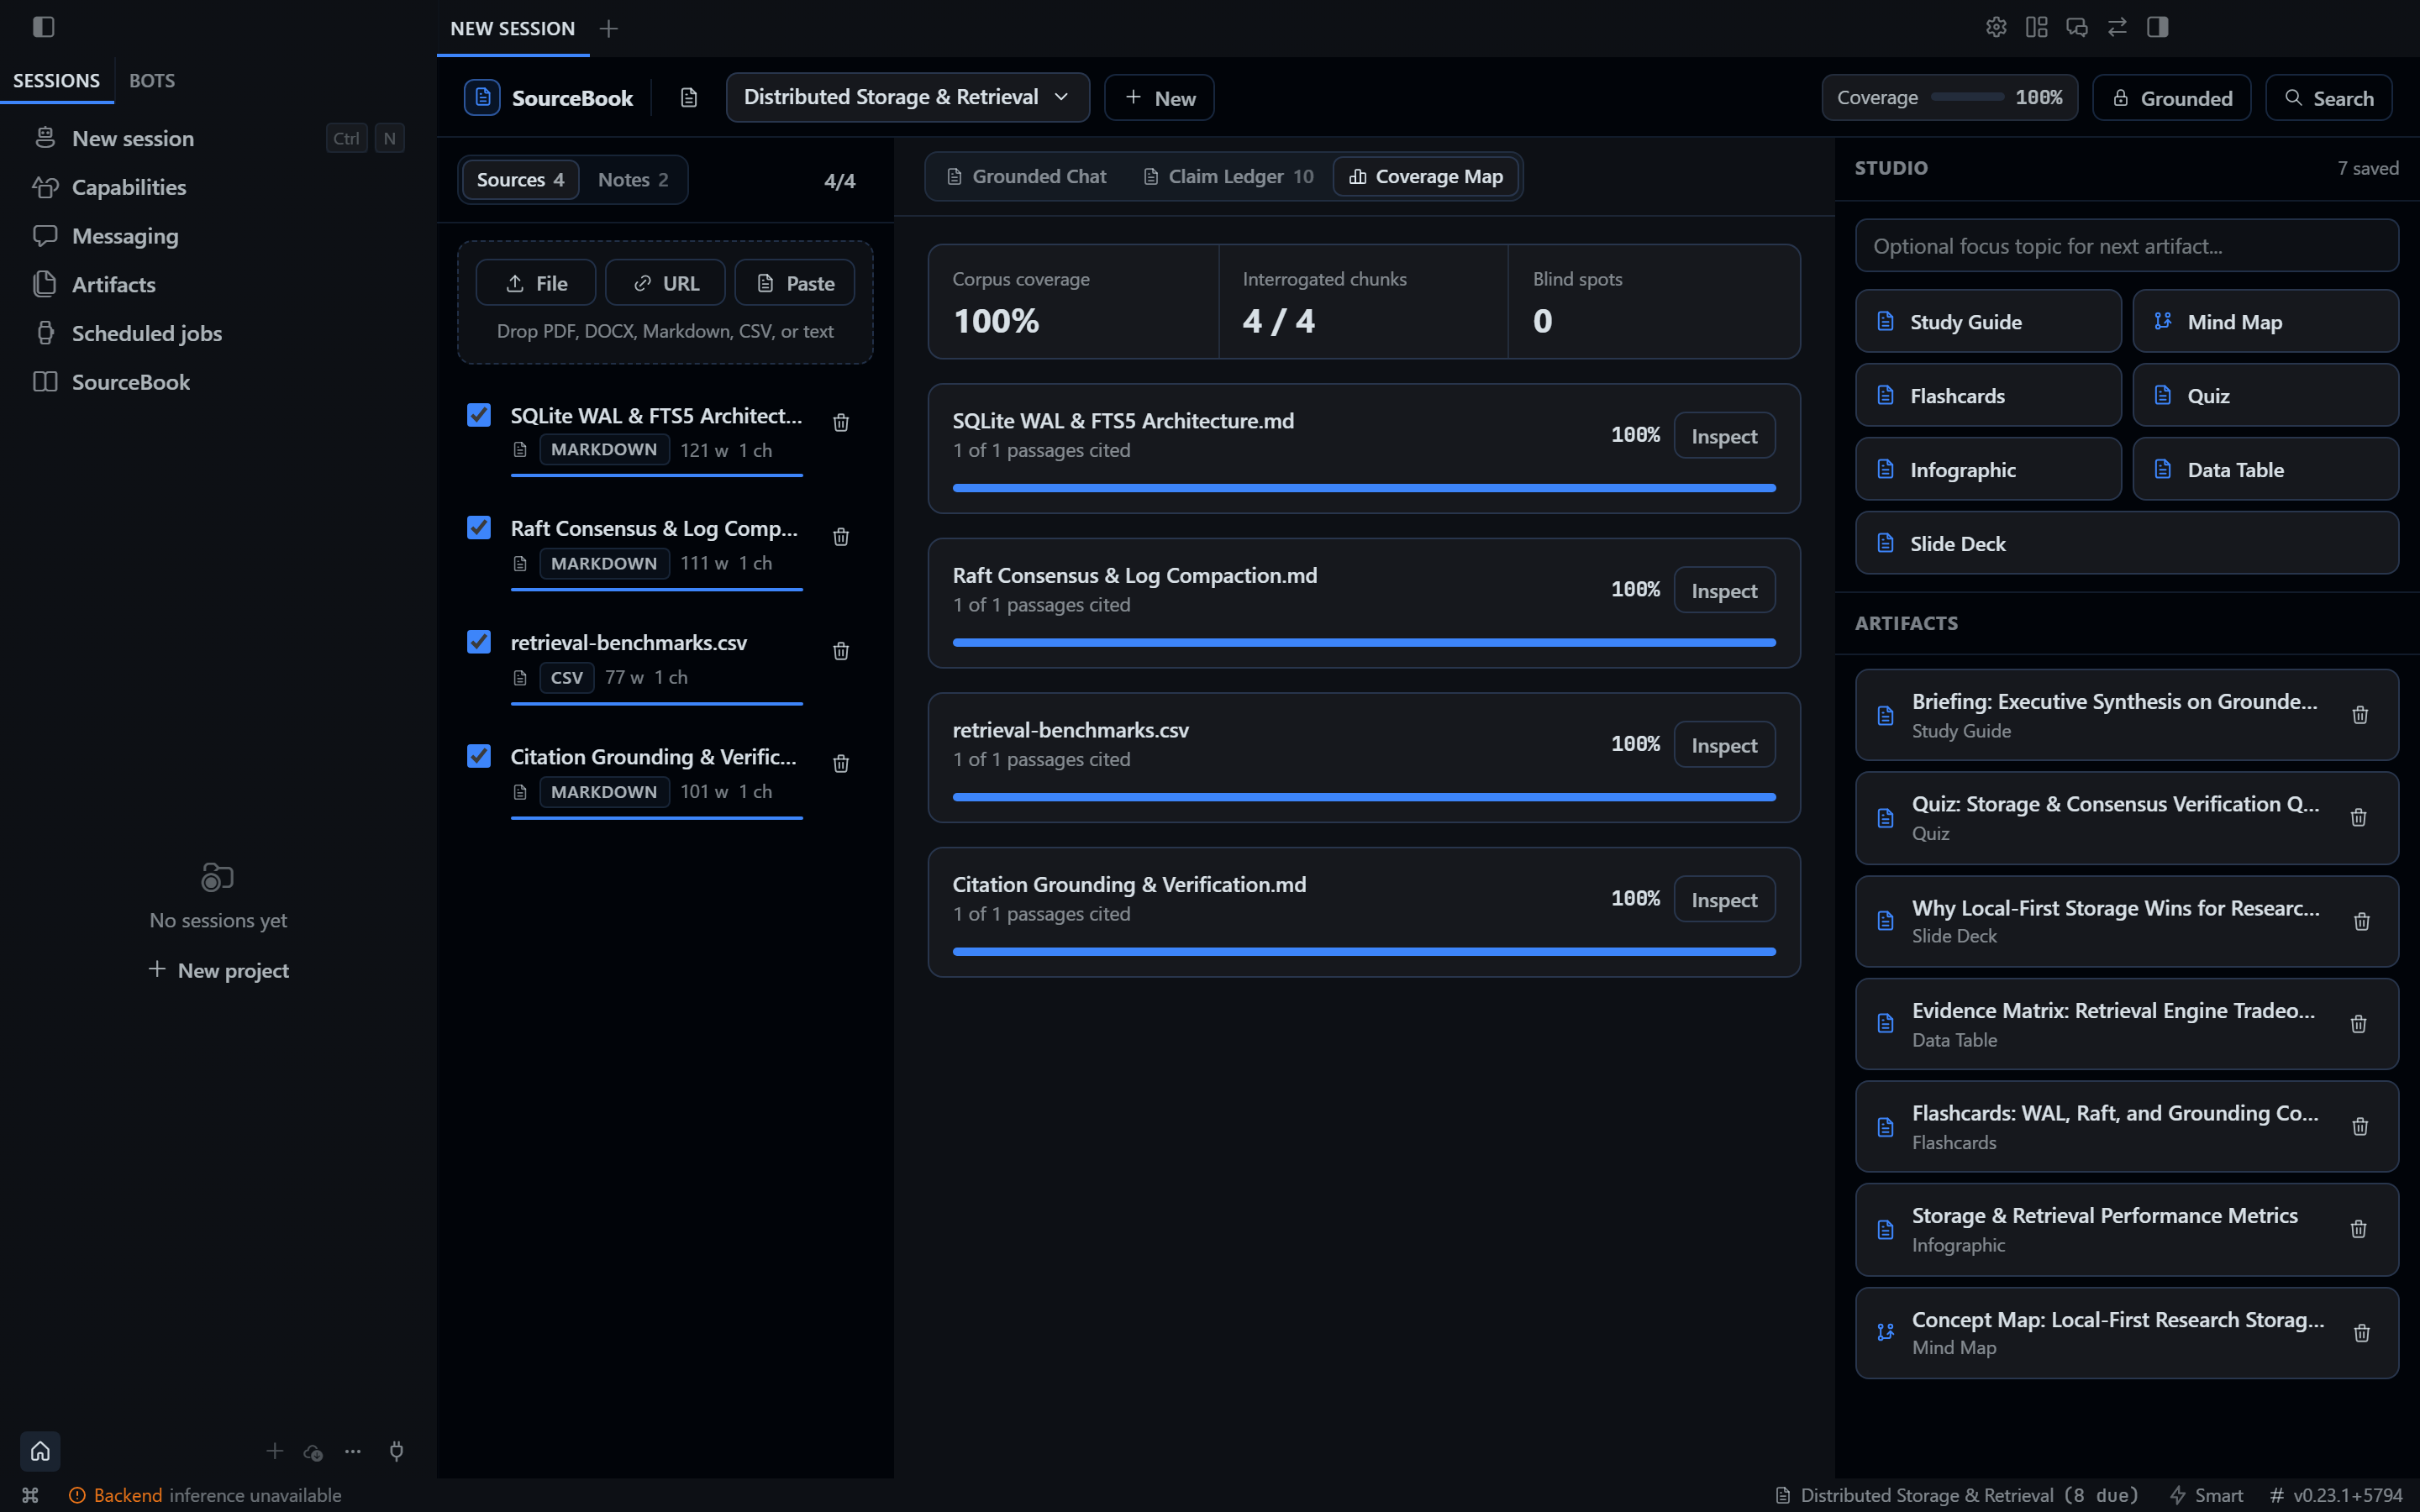 NEW SESSION
SESSIONS
BOTS
New session
Ctrl
N
Capabilities
Messaging
Artifacts
Scheduled jobs
SourceBook
No sessions yet
New project
SourceBook
Distributed Storage & Retrieval
New
Coverage
100%
Grounded
Search
Sources 4
Notes 2
4/4
File
URL
Paste
Drop PDF, DOCX, Markdown, CSV, or text
SQLite WAL & FTS5 Architect...
MARKDOWN
121 w
1 ch
Raft Consensus & Log Comp...
MARKDOWN
111 w
1 ch
retrieval-benchmarks.csv
CSV
77 w
1 ch
Citation Grounding & Verific...
MARKDOWN
101 w
1 ch
Grounded Chat
Claim Ledger 10
Coverage Map
Corpus coverage
100%
Interrogated chunks
4 / 4
Blind spots
0
SQLite WAL & FTS5 Architecture.md
1 of 1 passages cited
100%
Inspect
Raft Consensus & Log Compaction.md
1 of 1 passages cited
100%
Inspect
retrieval-benchmarks.csv
1 of 1 passages cited
100%
Inspect
Citation Grounding & Verification.md
1 of 1 passages cited
100%
Inspect
STUDIO
7 saved
Optional focus topic for next artifact...
Study Guide
Mind Map
Flashcards
Quiz
Infographic
Data Table
Slide Deck
ARTIFACTS
Briefing: Executive Synthesis on Grounde...
Study Guide
Quiz: Storage & Consensus Verification Q...
Quiz
Why Local-First Storage Wins for Researc...
Slide Deck
Evidence Matrix: Retrieval Engine Tradeo...
Data Table
Flashcards: WAL, Raft, and Grounding Co...
Flashcards
Storage & Retrieval Performance Metrics
Infographic
Concept Map: Local-First Research Storag...
Mind Map
Backend inference unavailable
Distributed Storage & Retrieval (8 due)
Smart
# v0.23.1+5794